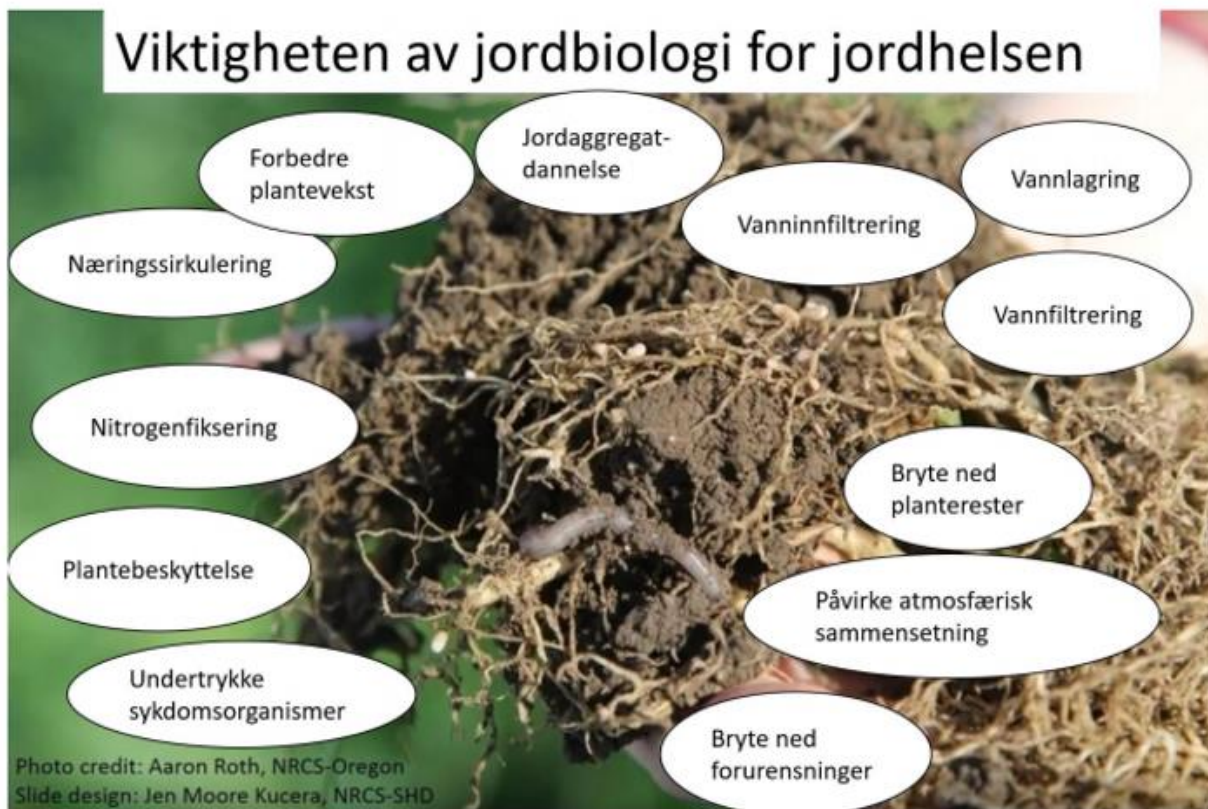 Viktigheten av jordbiologi for jordhelsen
Forbedre
plantevekst
Jordaggregat-
dannelse
Vannlagring
Vanninnfiltrering
Næringssirkulering
Vannfiltrering
Nitrogenfiksering
Bryte ned
planterester
Plantebeskyttelse
Påvirke atmosfærisk
sammensetning
Undertrykke
sykdomsorganismer
Bryte ned
forurensninger
Photo credit: Aaron Roth, NRCS-Oregon
Slide design: Jen Moore Kucera, NRCS-SHD